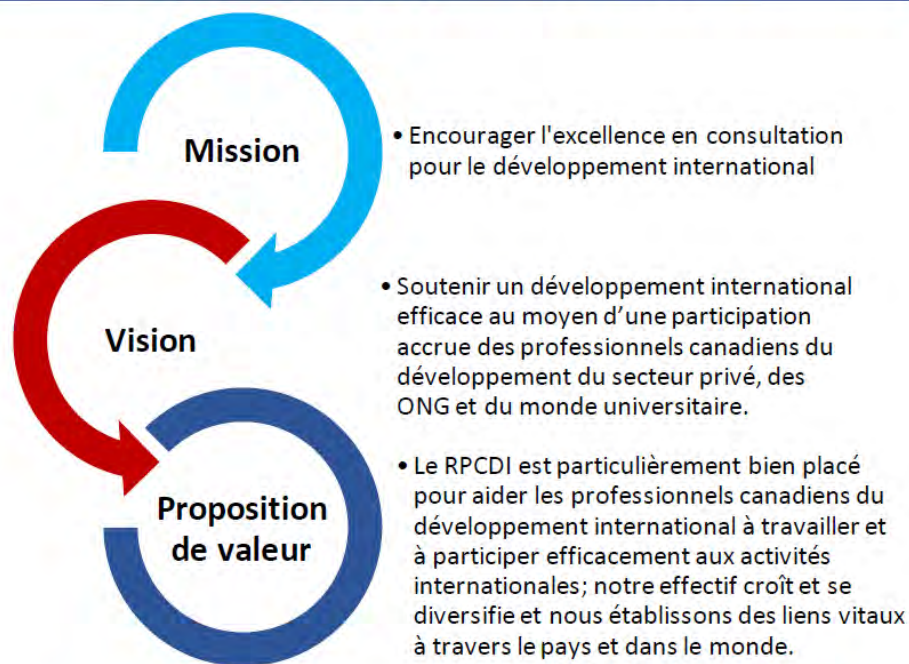 Mission
• Encourager l'excellence en consultation
pour le développement international
Vision
• Soutenir un développement international
efficace au moyen d’une participation
accrue des professionnels canadiens du
développement du secteur privé, des
ONG et du monde universitaire.
Proposition
de valeur
• Le RPCDI est particulièrement bien placé
pour aider les professionnels canadiens du
développement international à travailler et
à participer efficacement aux activités
internationales; notre effectif croît et se
diversifie et nous établissons des liens vitaux
à travers le pays et dans le monde.